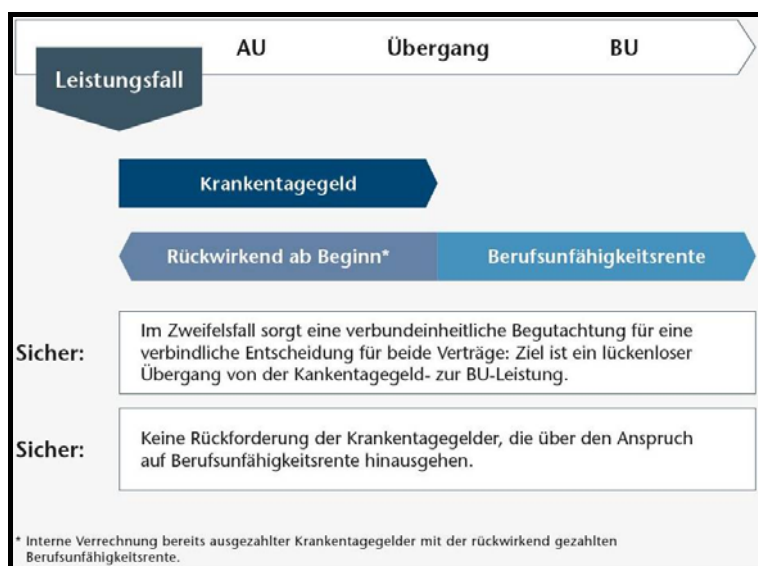 AU Übergang BU
Leistungsfall
Krankentagegeld
Rückwirkend ab Beginn* Berufsunfähigkeitsrente
Sicher:
Im Zweifelsfall sorgt eine verbundeinheitliche Begutachtung für eine
verbindliche Entscheidung für beide Verträge: Ziel ist ein lückenloser
Übergang von der Kankentagegeld- zur BU-Leistung.
Sicher:
Keine Rückforderung der Krankentagegelder, die über den Anspruch
auf Berufsunfähigkeitsrente hinausgehen.
* Interne Verrechnung bereits ausgezahlter Krankentagegelder mit der rückwirkend gezahlten
Berufsunfähigkeitsrente.